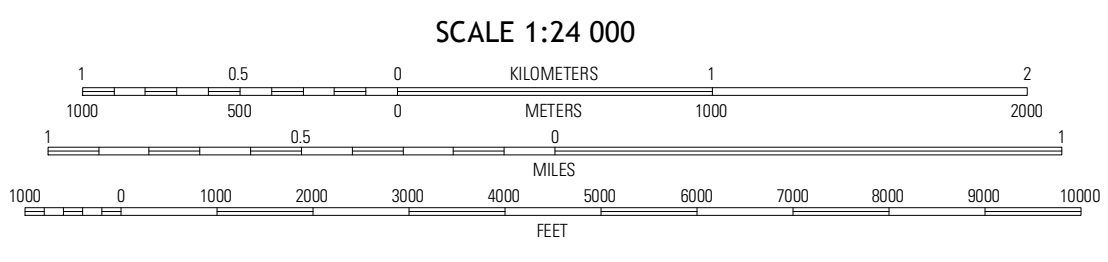 SCALE 1:24 000
1 0.5 0 KILOMETERS 1 2
1000 500 0 METERS 1000 2000
1 0.5 0 1
MILES
1000 0 1000 2000 3000 4000 5000 6000 7000 8000 9000 10000
FEET